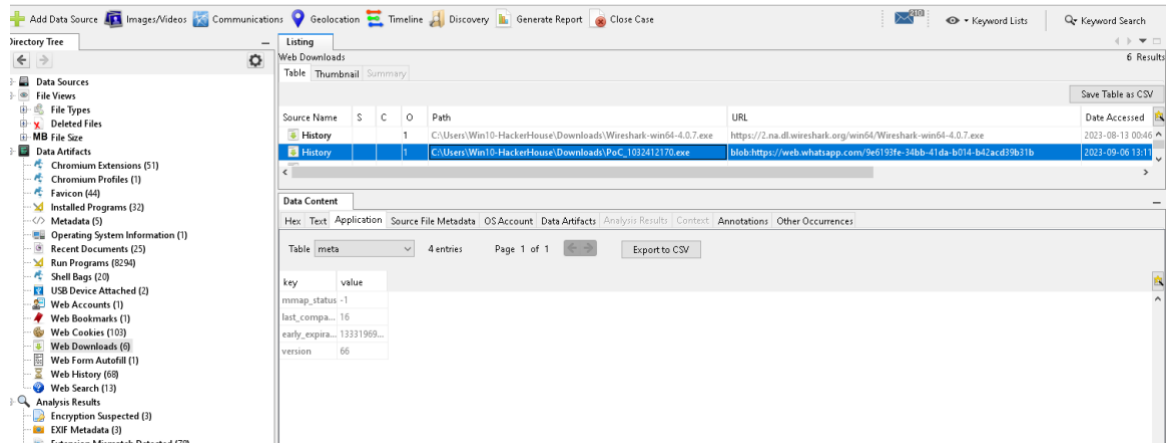 Add Data Source Images/Videos Communications Geolocation Timeline Discovery Generate Report Close Case Keyword Lists Keyword Search
Directory Tree
Listing
Web Downloads 6 Results
Table Thumbnail Summary
Save Table as CSV
Source Name S C O Path URL Date Accessed
History 1 C:\Users\Win10-HackerHouse\Downloads\Wireshark-win64-4.0.7.exe https://2.na.dl.wireshark.org/win64/Wireshark-win64-4.0.7.exe 2023-08-13 00:46
History 1 C:\Users\Win10-HackerHouse\Downloads\PoC_1032412170.exe blob:https://web.whatsapp.com/9e6193fe-34bb-41da-b014-b42acd39b31b 2023-09-06 13:11
Data Sources
File Views
File Types
Deleted Files
MB File Size
Data Artifacts
Chromium Extensions (51)
Chromium Profiles (1)
Favicon (44)
Installed Programs (32)
Metadata (5)
Operating System Information (1)
Recent Documents (25)
Run Programs (8294)
Shell Bags (20)
USB Device Attached (2)
Web Accounts (1)
Web Bookmarks (1)
Web Cookies (103)
Web Downloads (6)
Web Form Autofill (1)
Web History (68)
Web Search (13)
Analysis Results
Encryption Suspected (3)
EXIF Metadata (3)
Data Content
Hex Text Application Source File Metadata OS Account Data Artifacts Analysis Results Context Annotations Other Occurrences
Table meta 4 entries Page 1 of 1 Export to CSV
key value
mmap_status -1
last_compa... 16
early_expira... 13331969...
version 66